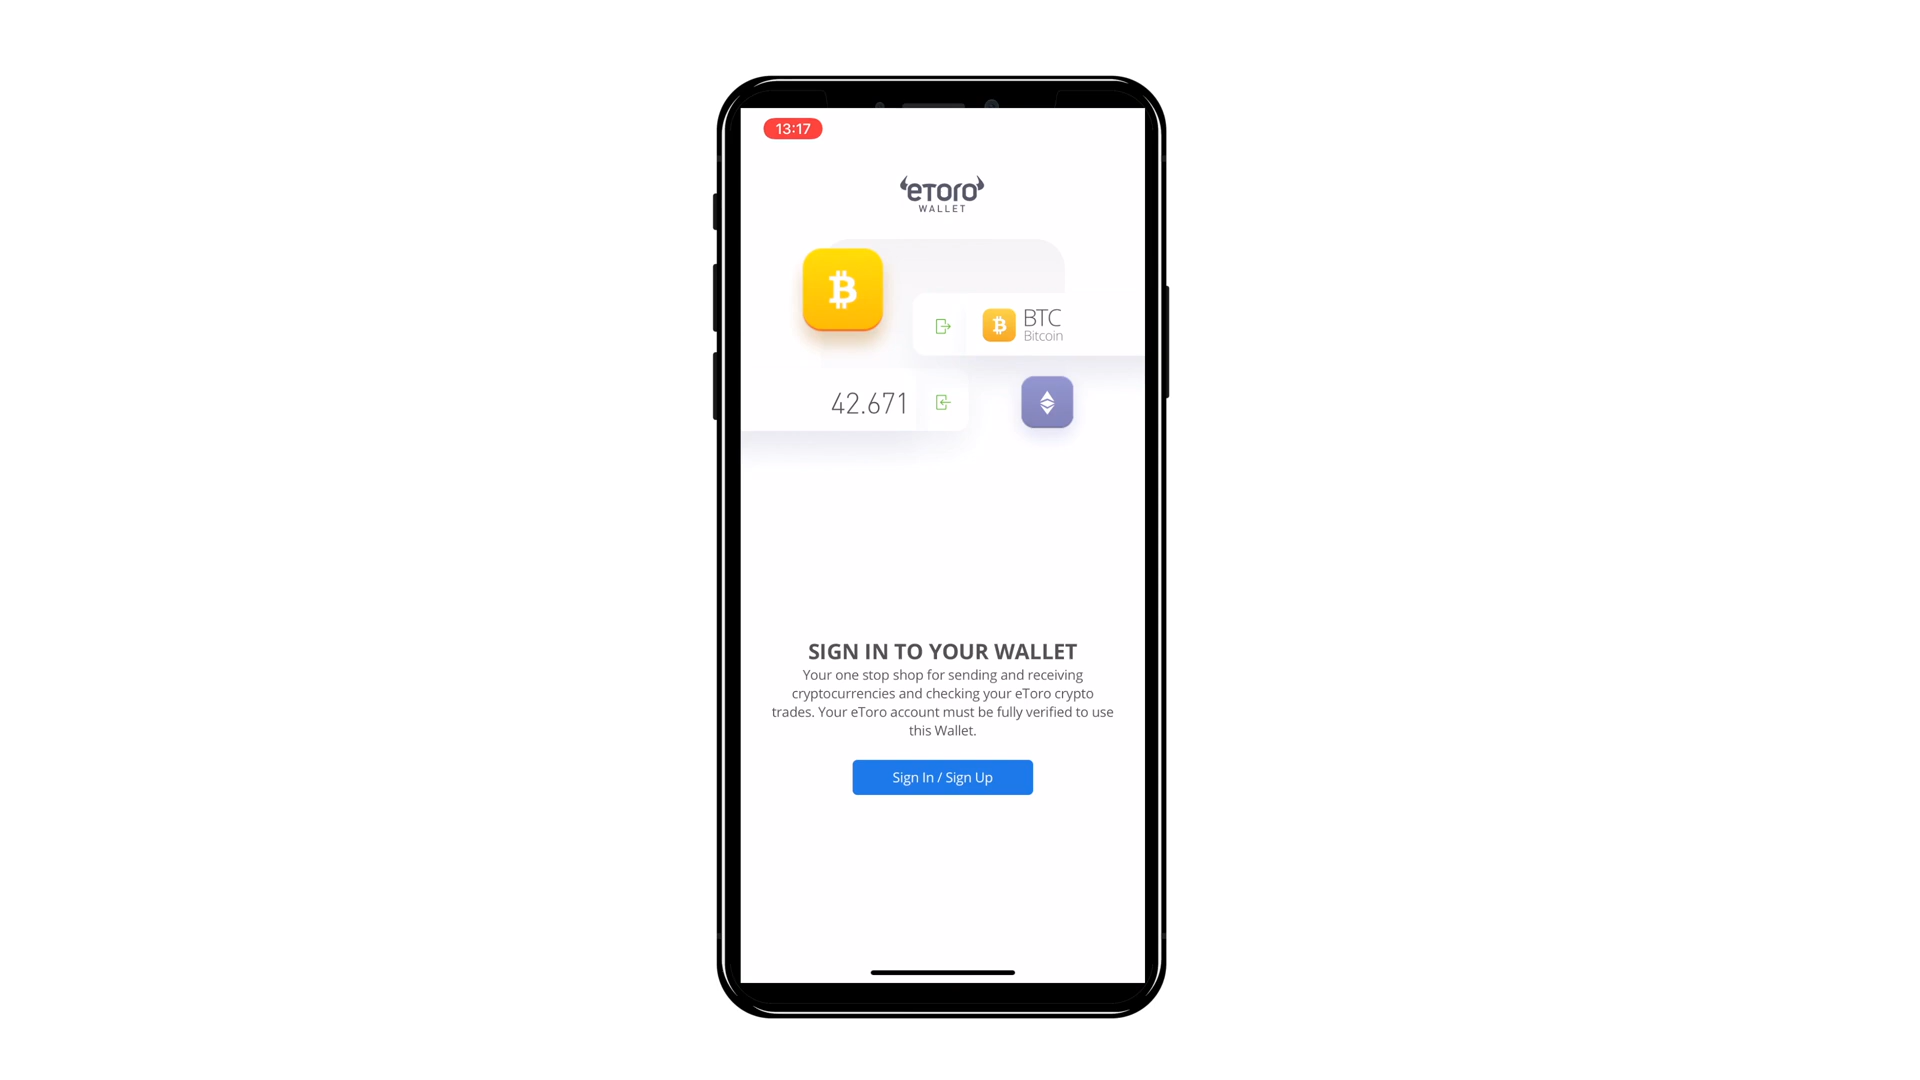 13:17
eToro
WALLET
BTC
Bitcoin
42.671
SIGN IN TO YOUR WALLET
Your one stop shop for sending and receiving
cryptocurrencies and checking your eToro crypto
trades. Your eToro account must be fully verified to use
this Wallet.
Sign In / Sign Up